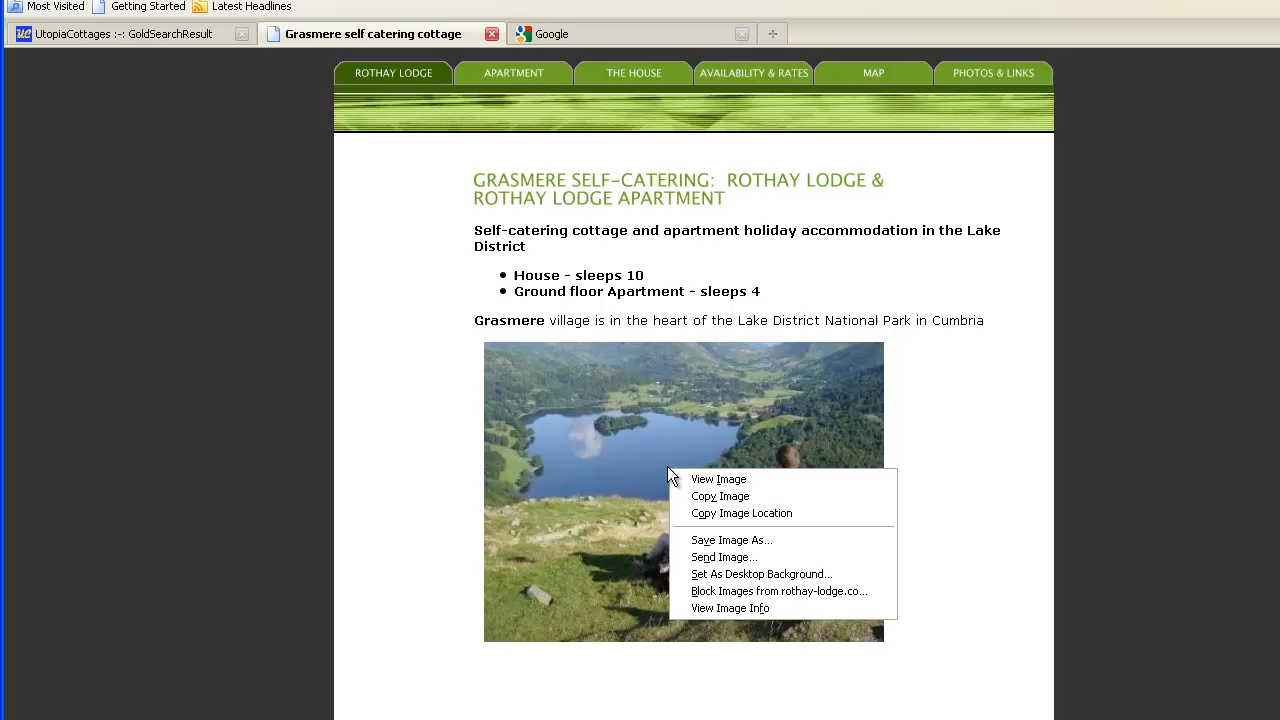 Most Visited Getting Started Latest Headlines
UC UtopiaCottages :-: GoldSearchResult Grasmere self catering cottage Google
ROTHAY LODGE APARTMENT THE HOUSE AVAILABILITY & RATES MAP PHOTOS & LINKS
GRASMERE SELF-CATERING: ROTHAY LODGE &
ROTHAY LODGE APARTMENT
Self-catering cottage and apartment holiday accommodation in the Lake
District
• House - sleeps 10
• Ground floor Apartment - sleeps 4
Grasmere village is in the heart of the Lake District National Park in Cumbria
View Image
Copy Image
Copy Image Location
Save Image As...
Send Image...
Set As Desktop Background...
Block Images from rothay-lodge.co...
View Image Info